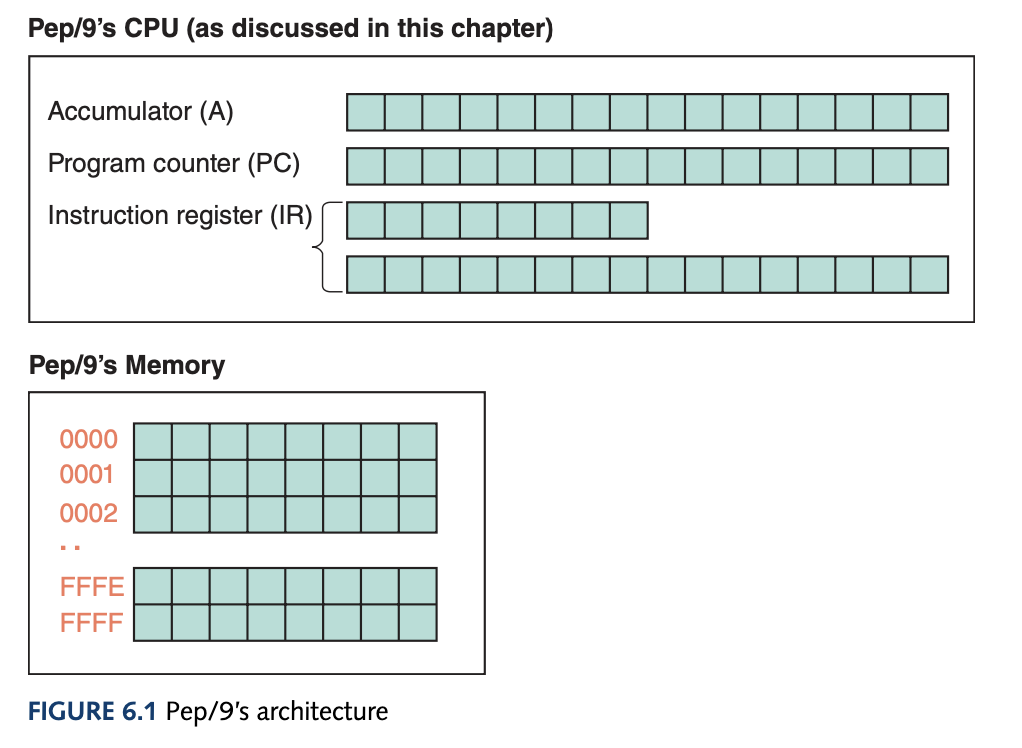 Pep/9’s CPU (as discussed in this chapter)
Accumulator (A)
Program counter (PC)
Instruction register (IR)
Pep/9’s Memory
0000
0001
0002
. .
FFFE
FFFF
FIGURE 6.1 Pep/9’s architecture